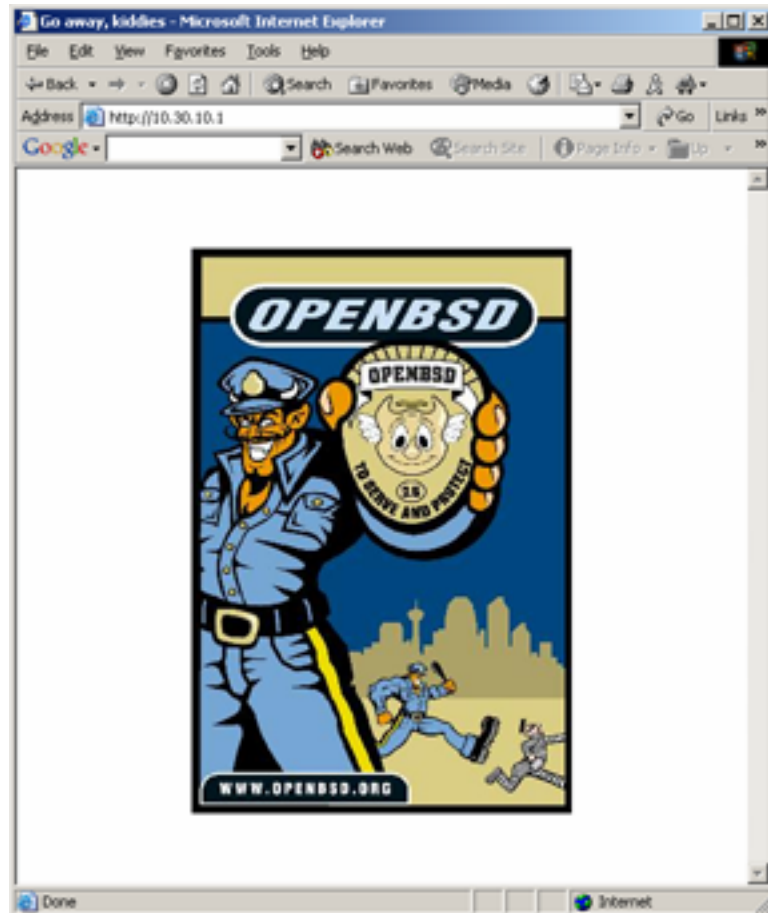 Go away, kiddies - Microsoft Internet Explorer
File Edit View Favorites Tools Help
Back Search Favorites Media
Address http://10.30.10.1 Go Links »
Google Search Web Search Site Page Info Up »
OPENBSD
OPENBSD
TO SERVE AND PROTECT
WWW.OPENBSD.ORG
Done Internet